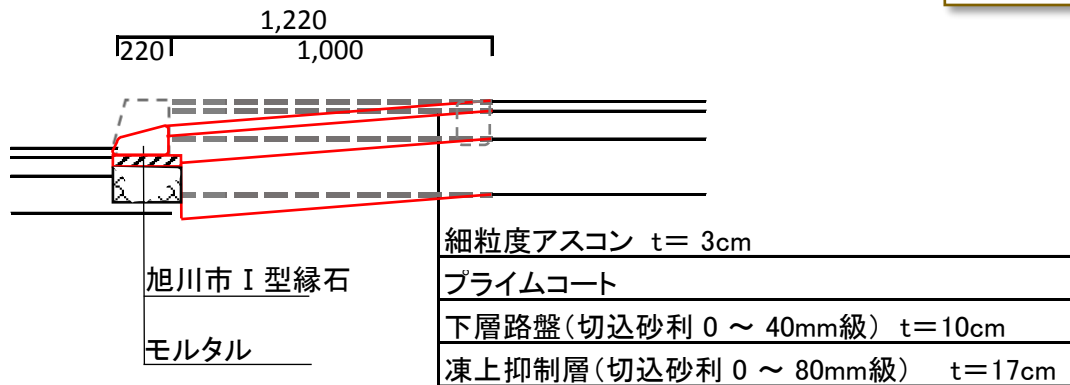 1,220
220 1,000
細粒度アスコン t= 3cm
旭川市Ⅰ型縁石
プライムコート
下層路盤(切込砂利 0 ~ 40mm級) t=10cm
モルタル
凍上抑制層(切込砂利 0 ~ 80mm級) t=17cm